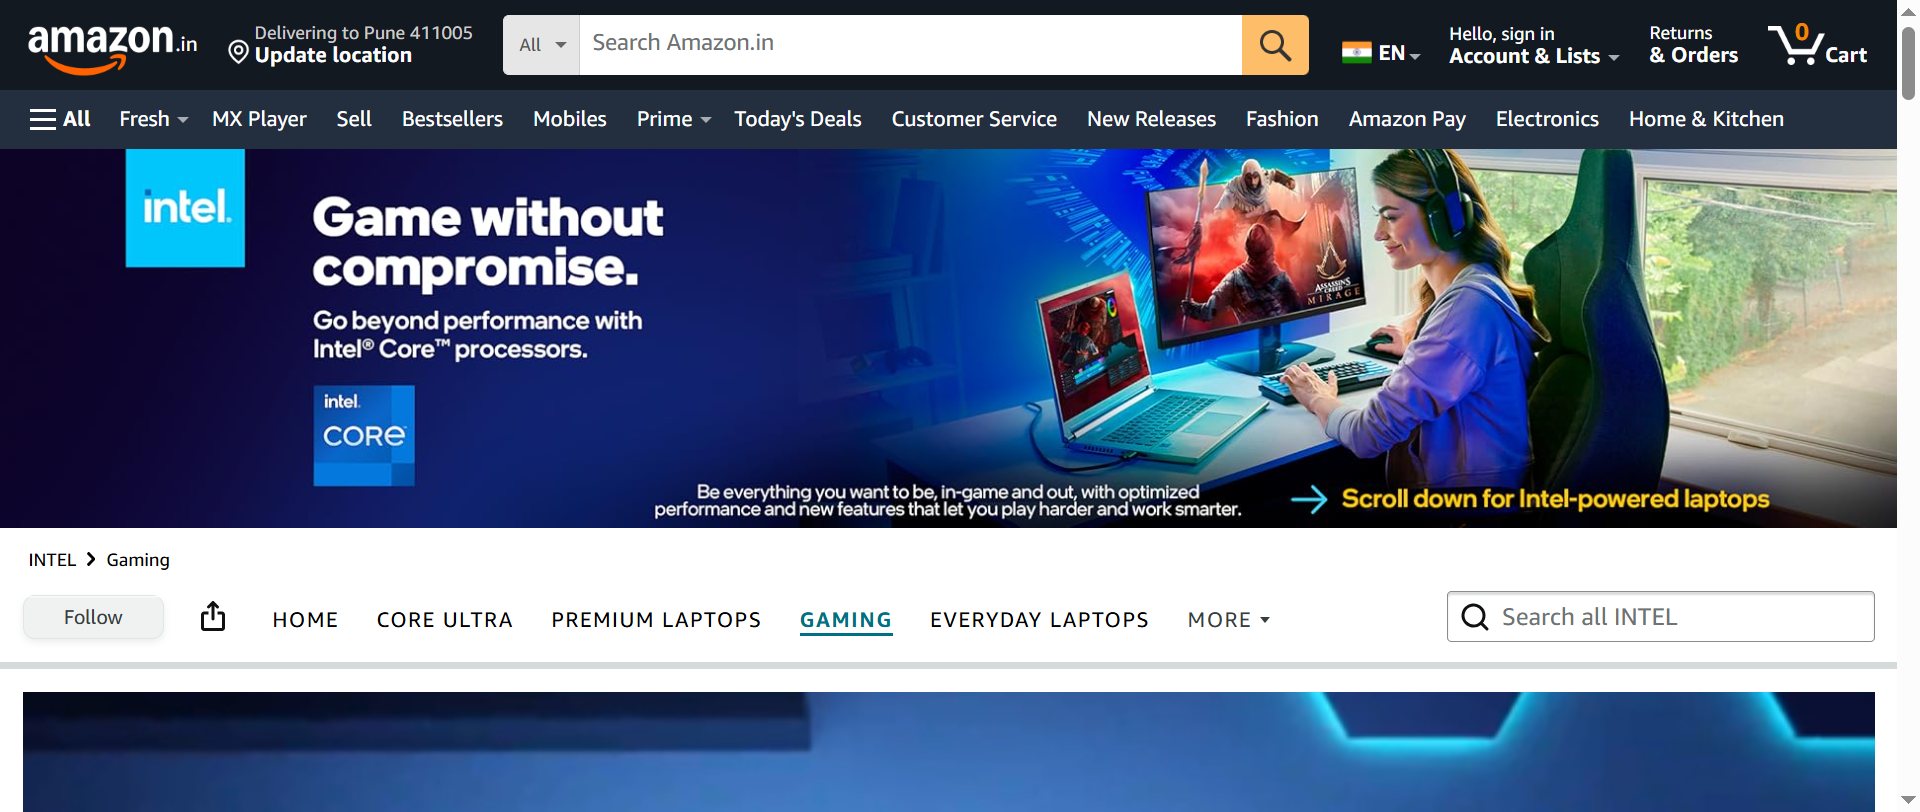 amazon.in
Delivering to Pune 411005
Update location
All
Search Amazon.in
EN
Hello, sign in
Account & Lists
Returns
& Orders
0
Cart
All
Fresh
MX Player
Sell
Bestsellers
Mobiles
Prime
Today's Deals
Customer Service
New Releases
Fashion
Amazon Pay
Electronics
Home & Kitchen
intel.
Game without
compromise.
Go beyond performance with
Intel® Core™ processors.
intel.
CORE
ASSASSIN'S
CREED
MIRAGE
Be everything you want to be, in-game and out, with optimized
performance and new features that let you play harder and work smarter.
Scroll down for Intel-powered laptops
INTEL
Gaming
Follow
HOME
CORE ULTRA
PREMIUM LAPTOPS
GAMING
EVERYDAY LAPTOPS
MORE
Search all INTEL